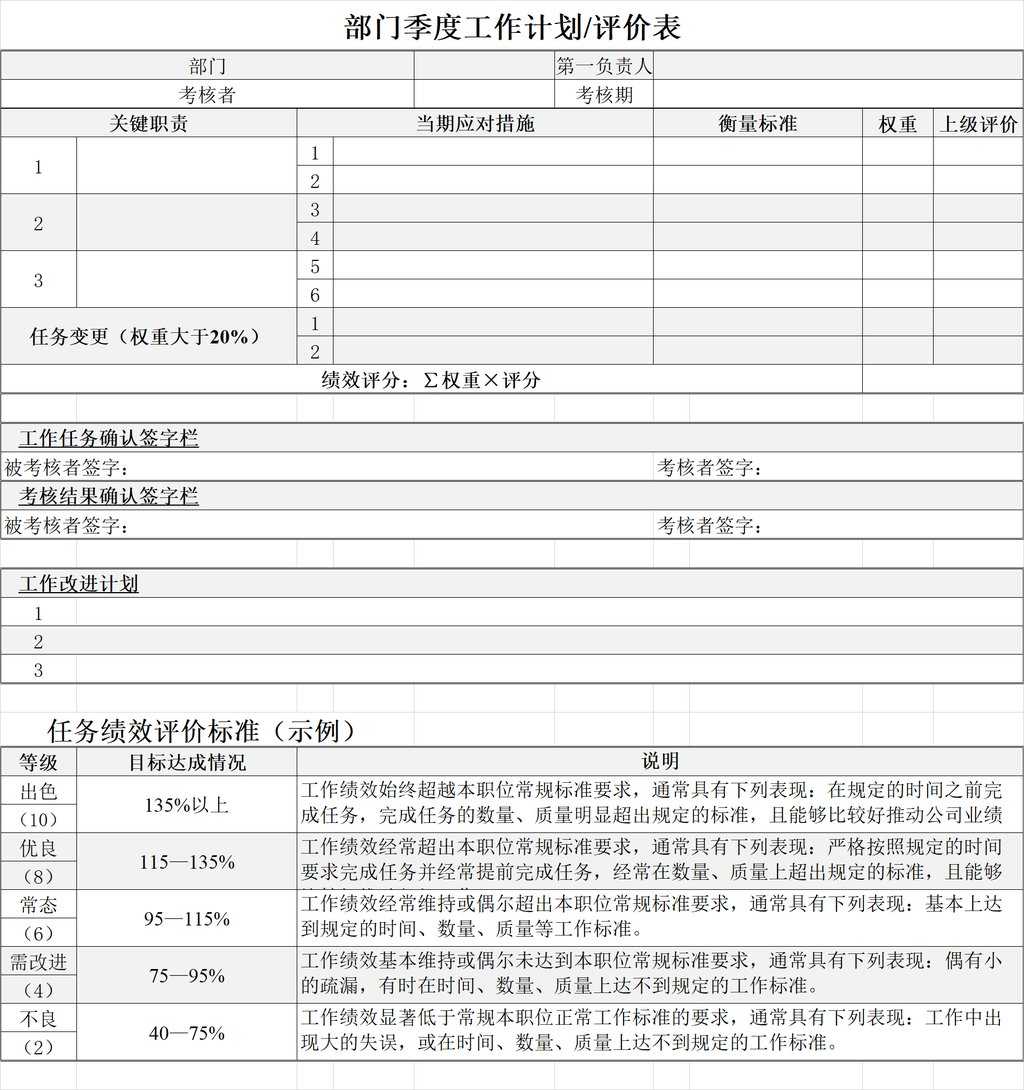 部门季度工作计划/评价表
部门 第一负责人
考核者 考核期
关键职责 当期应对措施 衡量标准 权重 上级评价
1 1
2
2 3
4
3 5
6
任务变更（权重大于20%） 1
2
绩效评分：∑权重×评分
工作任务确认签字栏
被考核者签字： 考核者签字：
考核结果确认签字栏
被考核者签字： 考核者签字：
工作改进计划
1
2
3
任务绩效评价标准（示例）
等级 目标达成情况 说明
出色
（10）
135%以上
工作绩效始终超越本职位常规标准要求，通常具有下列表现：在规定的时间之前完
成任务，完成任务的数量、质量明显超出规定的标准，且能够比较好推动公司业绩
优良
（8）
115—135%
工作绩效经常超出本职位常规标准要求，通常具有下列表现：严格按照规定的时间
要求完成任务并经常提前完成任务，经常在数量、质量上超出规定的标准，且能够
常态
（6）
95—115%
工作绩效经常维持或偶尔超出本职位常规标准要求，通常具有下列表现：基本上达
到规定的时间、数量、质量等工作标准。
需改进
（4）
75—95%
工作绩效基本维持或偶尔未达到本职位常规标准要求，通常具有下列表现：偶有小
的疏漏，有时在时间、数量、质量上达不到规定的工作标准。
不良
（2）
40—75%
工作绩效显著低于常规本职位正常工作标准的要求，通常具有下列表现：工作中出
现大的失误，或在时间、数量、质量上达不到规定的工作标准。